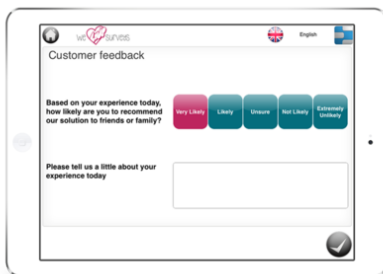 we surveys
English
Customer feedback
Based on your experience today,
how likely are you to recommend
our solution to friends or family?
Very Likely
Likely
Unsure
Not Likely
Extremely
Unlikely
Please tell us a little about your
experience today